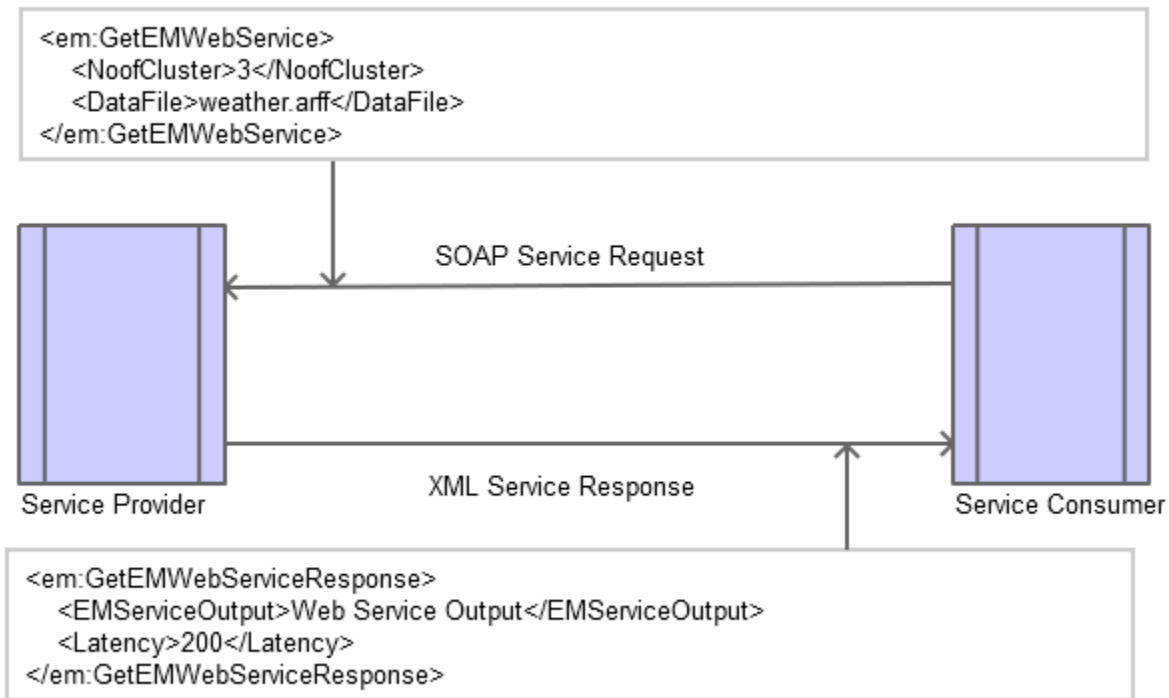 <em:GetEMWebService>
<NoofCluster>3</NoofCluster>
<DataFile>weather.arff</DataFile>
</em:GetEMWebService>
SOAP Service Request
XML Service Response
Service Provider
Service Consumer
<em:GetEMWebServiceResponse>
<EMServiceOutput>Web Service Output</EMServiceOutput>
<Latency>200</Latency>
</em:GetEMWebServiceResponse>